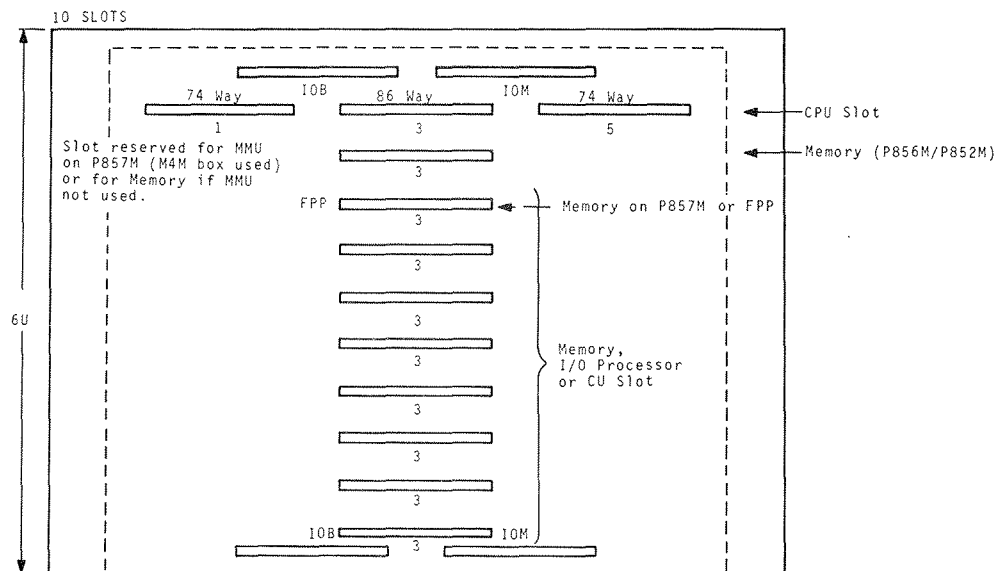 10 SLOTS
IOB
IOM
74 Way
86 Way
74 Way
CPU Slot
1
3
5
Slot reserved for MMU
on P857M (M4M box used)
or for Memory if MMU
not used.
3
Memory (P856M/P852M)
FPP
3
Memory on P857M or FPP
3
3
6U
3
Memory,
I/O Processor
or CU Slot
3
3
3
IOB
3
IOM